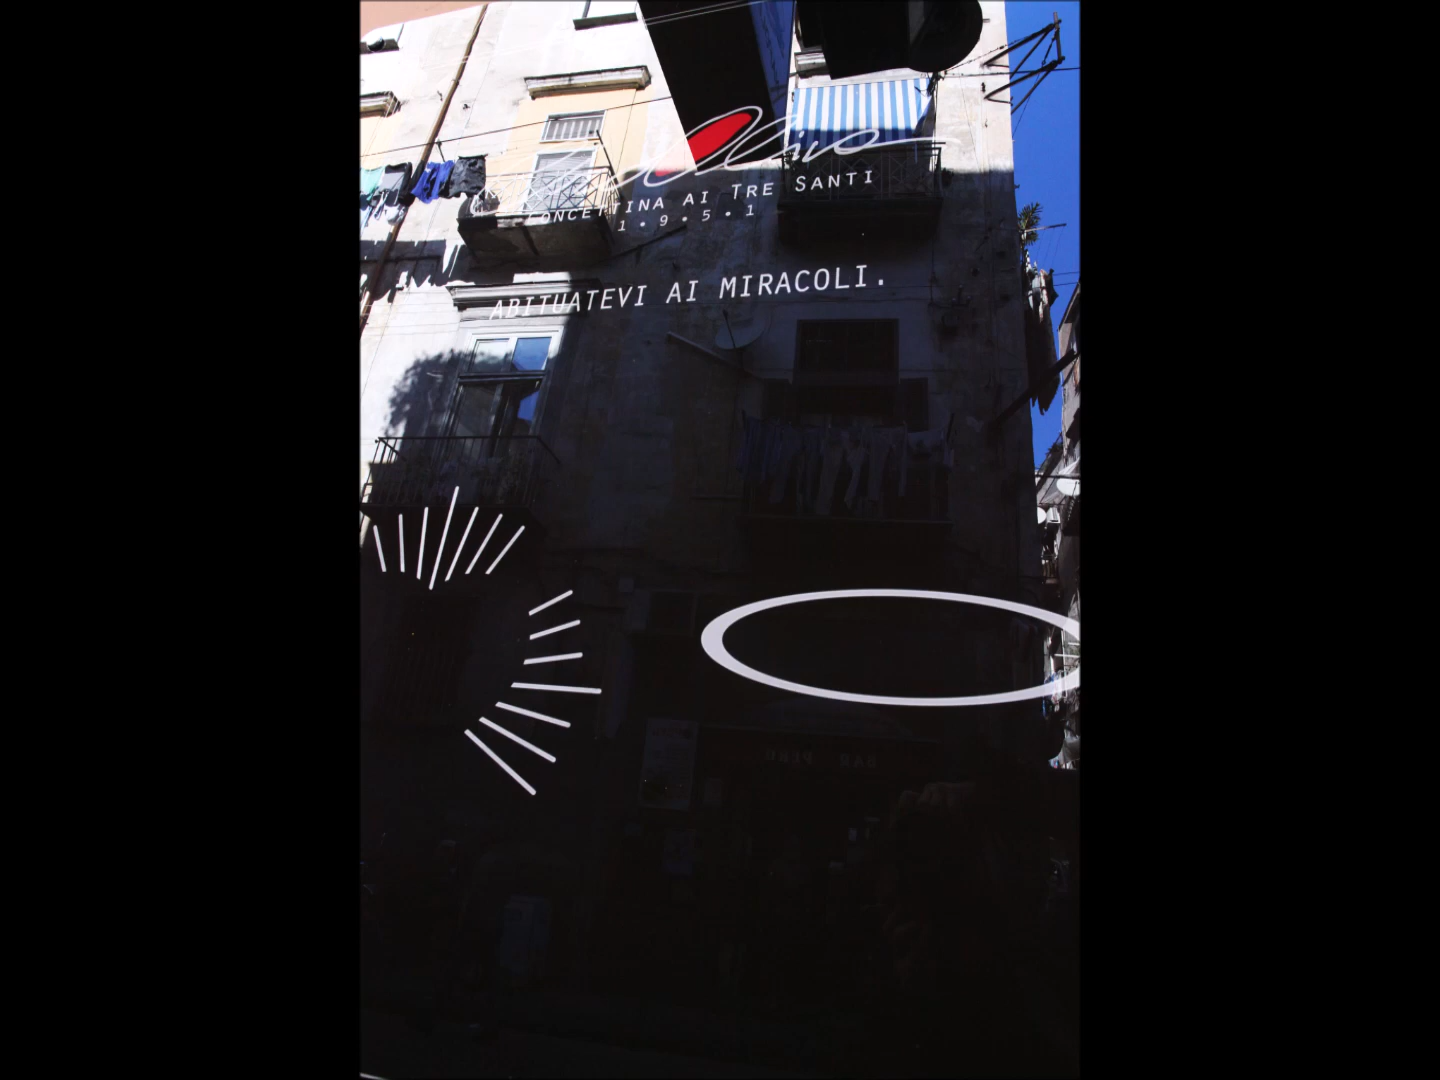 CONCETTINA AI TRE SANTI
1•9•5•1
ABITUATEVI AI MIRACOLI.